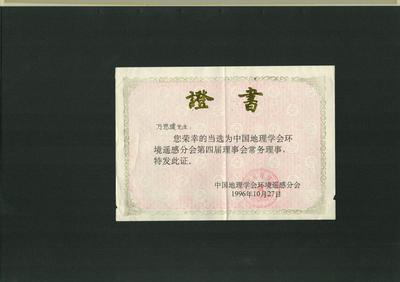 證書
先生:
您荣幸的当选为中国地理学会环
境遥感分会第四届理事会常务理事,
特发此证。
中国地理学会环境遥感分会
1996年10月27日